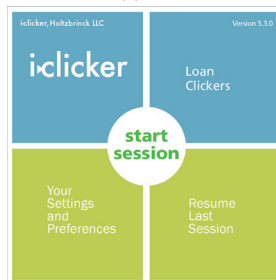 i>clicker, Holtzbrinck LLC
Version 5.3.0
i>clicker
Loan
Clickers
start
session
Your
Settings
and
Preferences
Resume
Last
Session